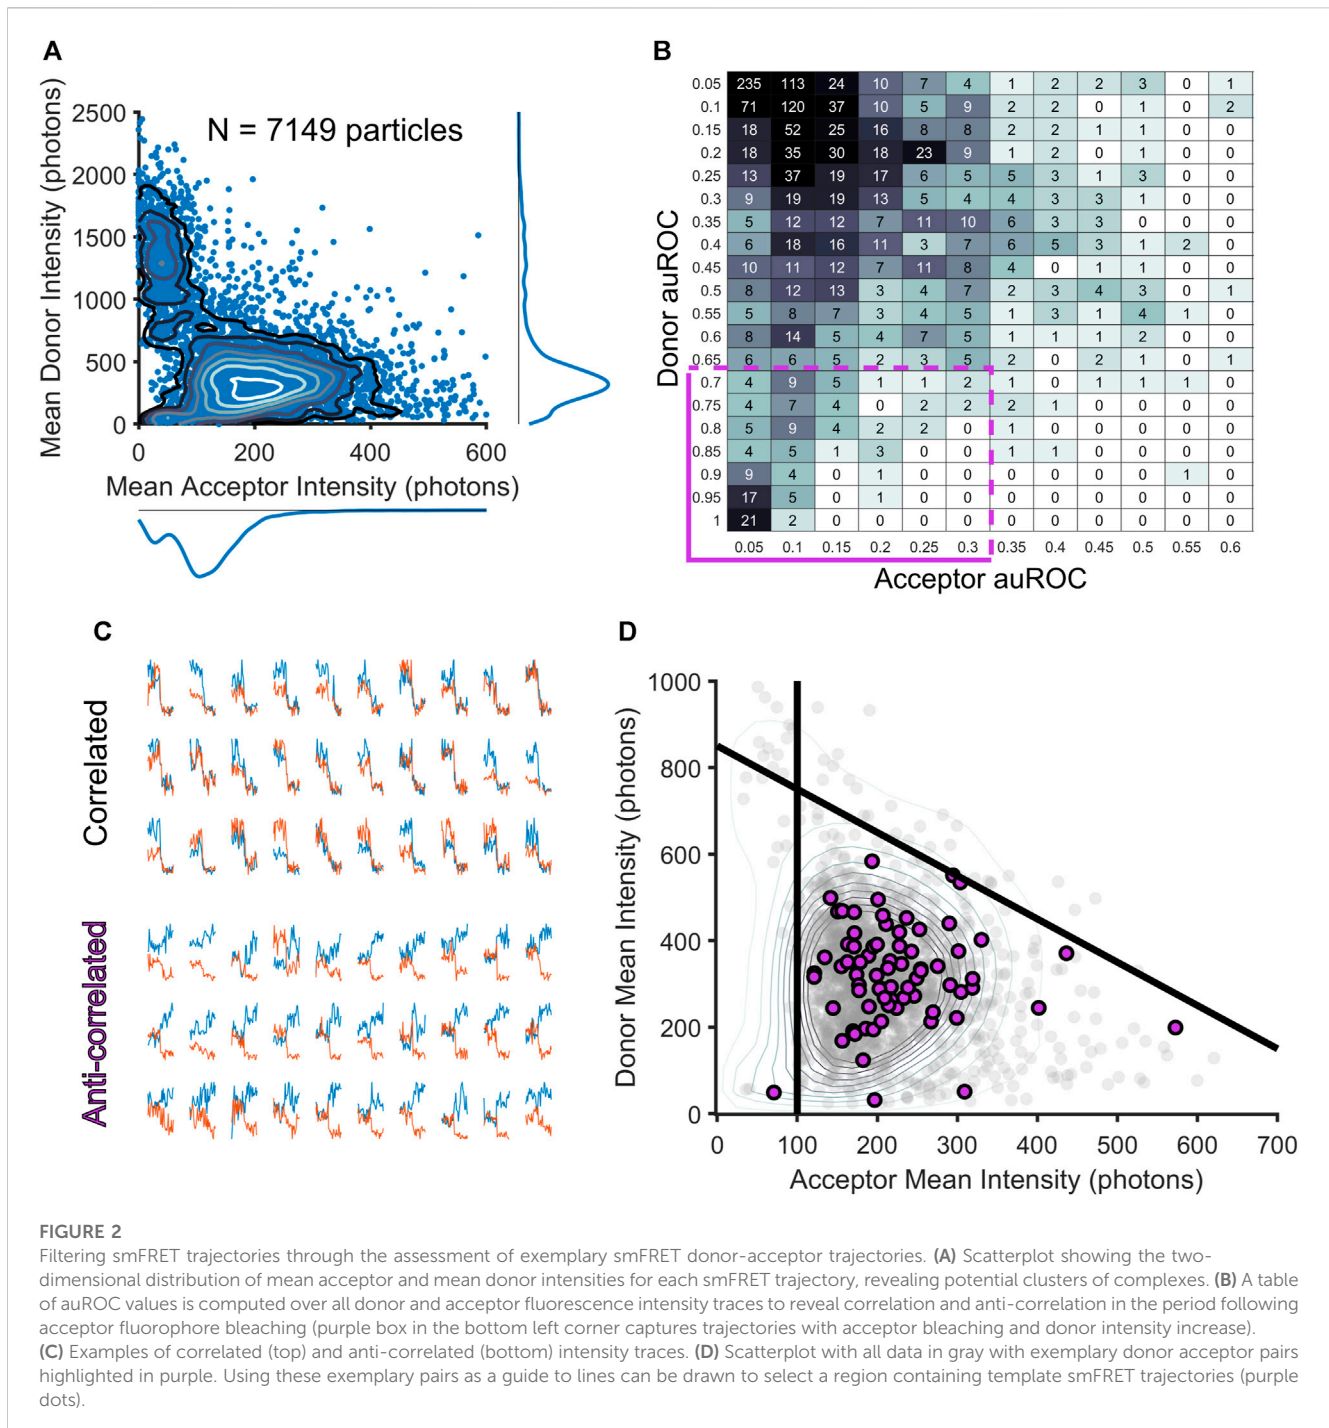 A
N = 7149 particles
2500
2000
1500
1000
500
0
Mean Donor Intensity (photons)
0 200 400 600
Mean Acceptor Intensity (photons)
B
Donor auROC
0.05 235 113 24 10 7 4 1 2 2 3 0 1
0.1 71 120 37 10 5 9 2 2 0 1 0 2
0.15 18 52 25 16 8 8 2 2 1 1 0 0
0.2 18 35 30 18 23 9 1 2 0 1 0 0
0.25 13 37 19 17 6 5 5 3 1 3 0 0
0.3 9 19 19 13 5 4 4 3 3 1 0 0
0.35 5 12 12 7 11 10 6 3 3 0 0 0
0.4 6 18 16 11 3 7 6 5 3 1 2 0
0.45 10 11 12 7 11 8 4 0 1 1 0 0
0.5 8 12 13 3 4 7 2 3 4 3 0 1
0.55 5 8 7 3 4 5 1 3 1 4 1 0
0.6 8 14 5 4 7 5 1 1 1 2 0 0
0.65 6 6 5 2 3 5 2 0 2 1 0 1
0.7 4 9 5 1 1 2 1 0 1 1 1 0
0.75 4 7 4 0 2 2 2 1 0 0 0 0
0.8 5 9 4 2 2 0 1 0 0 0 0 0
0.85 4 5 1 3 0 0 1 1 0 0 0 0
0.9 9 4 0 1 0 0 0 0 0 0 1 0
0.95 17 5 0 1 0 0 0 0 0 0 0 0
1 21 2 0 0 0 0 0 0 0 0 0 0
0.05 0.1 0.15 0.2 0.25 0.3 0.35 0.4 0.45 0.5 0.55 0.6
Acceptor auROC
C
Correlated
Anti-correlated
D
1000
800
600
400
200
0
Donor Mean Intensity (photons)
0 100 200 300 400 500 600 700
Acceptor Mean Intensity (photons)
FIGURE 2
Filtering smFRET trajectories through the assessment of exemplary smFRET donor-acceptor trajectories. (A) Scatterplot showing the two-
dimensional distribution of mean acceptor and mean donor intensities for each smFRET trajectory, revealing potential clusters of complexes. (B) A table
of auROC values is computed over all donor and acceptor fluorescence intensity traces to reveal correlation and anti-correlation in the period following
acceptor fluorophore bleaching (purple box in the bottom left corner captures trajectories with acceptor bleaching and donor intensity increase).
(C) Examples of correlated (top) and anti-correlated (bottom) intensity traces. (D) Scatterplot with all data in gray with exemplary donor acceptor pairs
highlighted in purple. Using these exemplary pairs as a guide to lines can be drawn to select a region containing template smFRET trajectories (purple
dots).